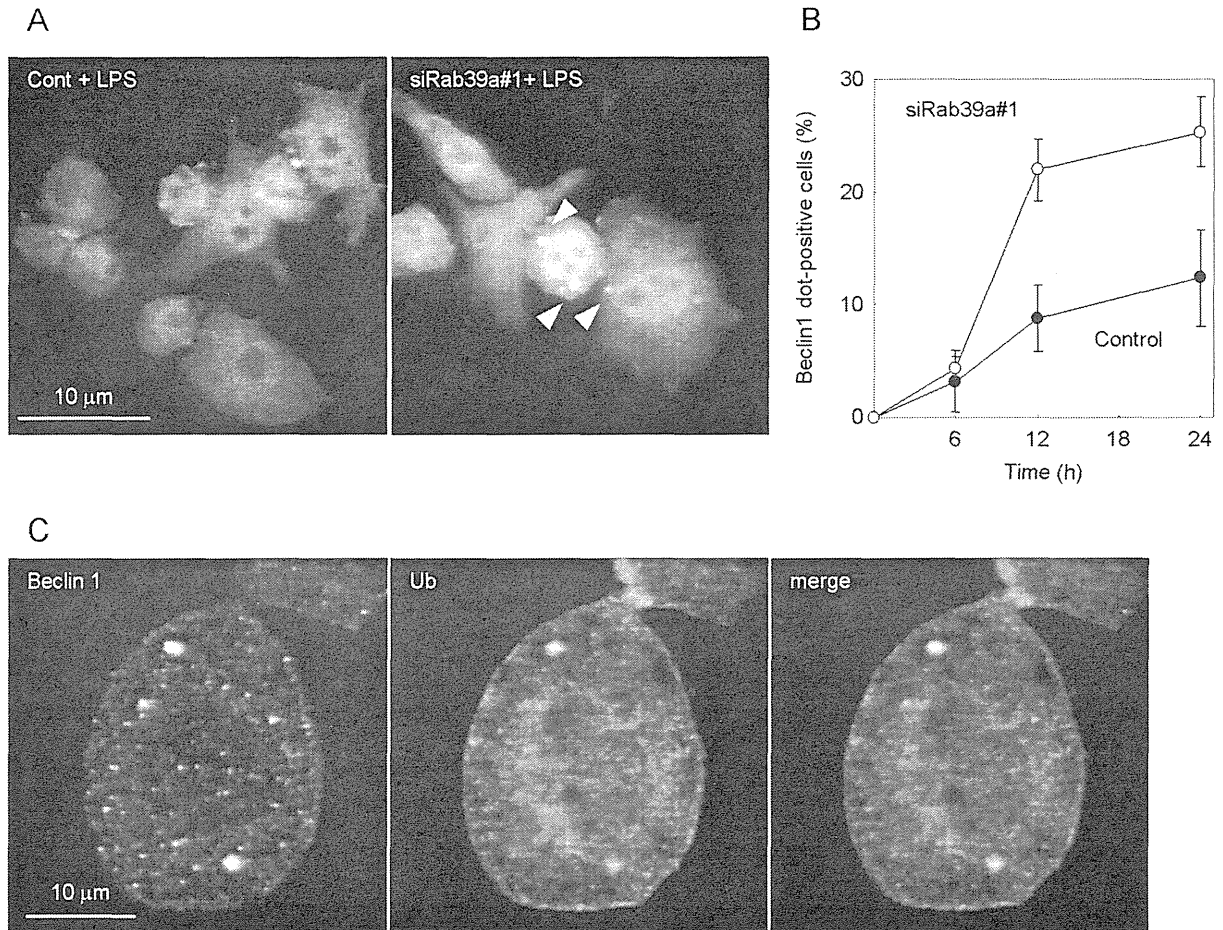 A
Cont + LPS
siRab39a#1+ LPS
10 μm
B
Beclin1 dot-positive cells (%)
30
20
10
0
siRab39a#1
Control
6
12
18
24
Time (h)
C
Beclin 1
Ub
merge
10 μm